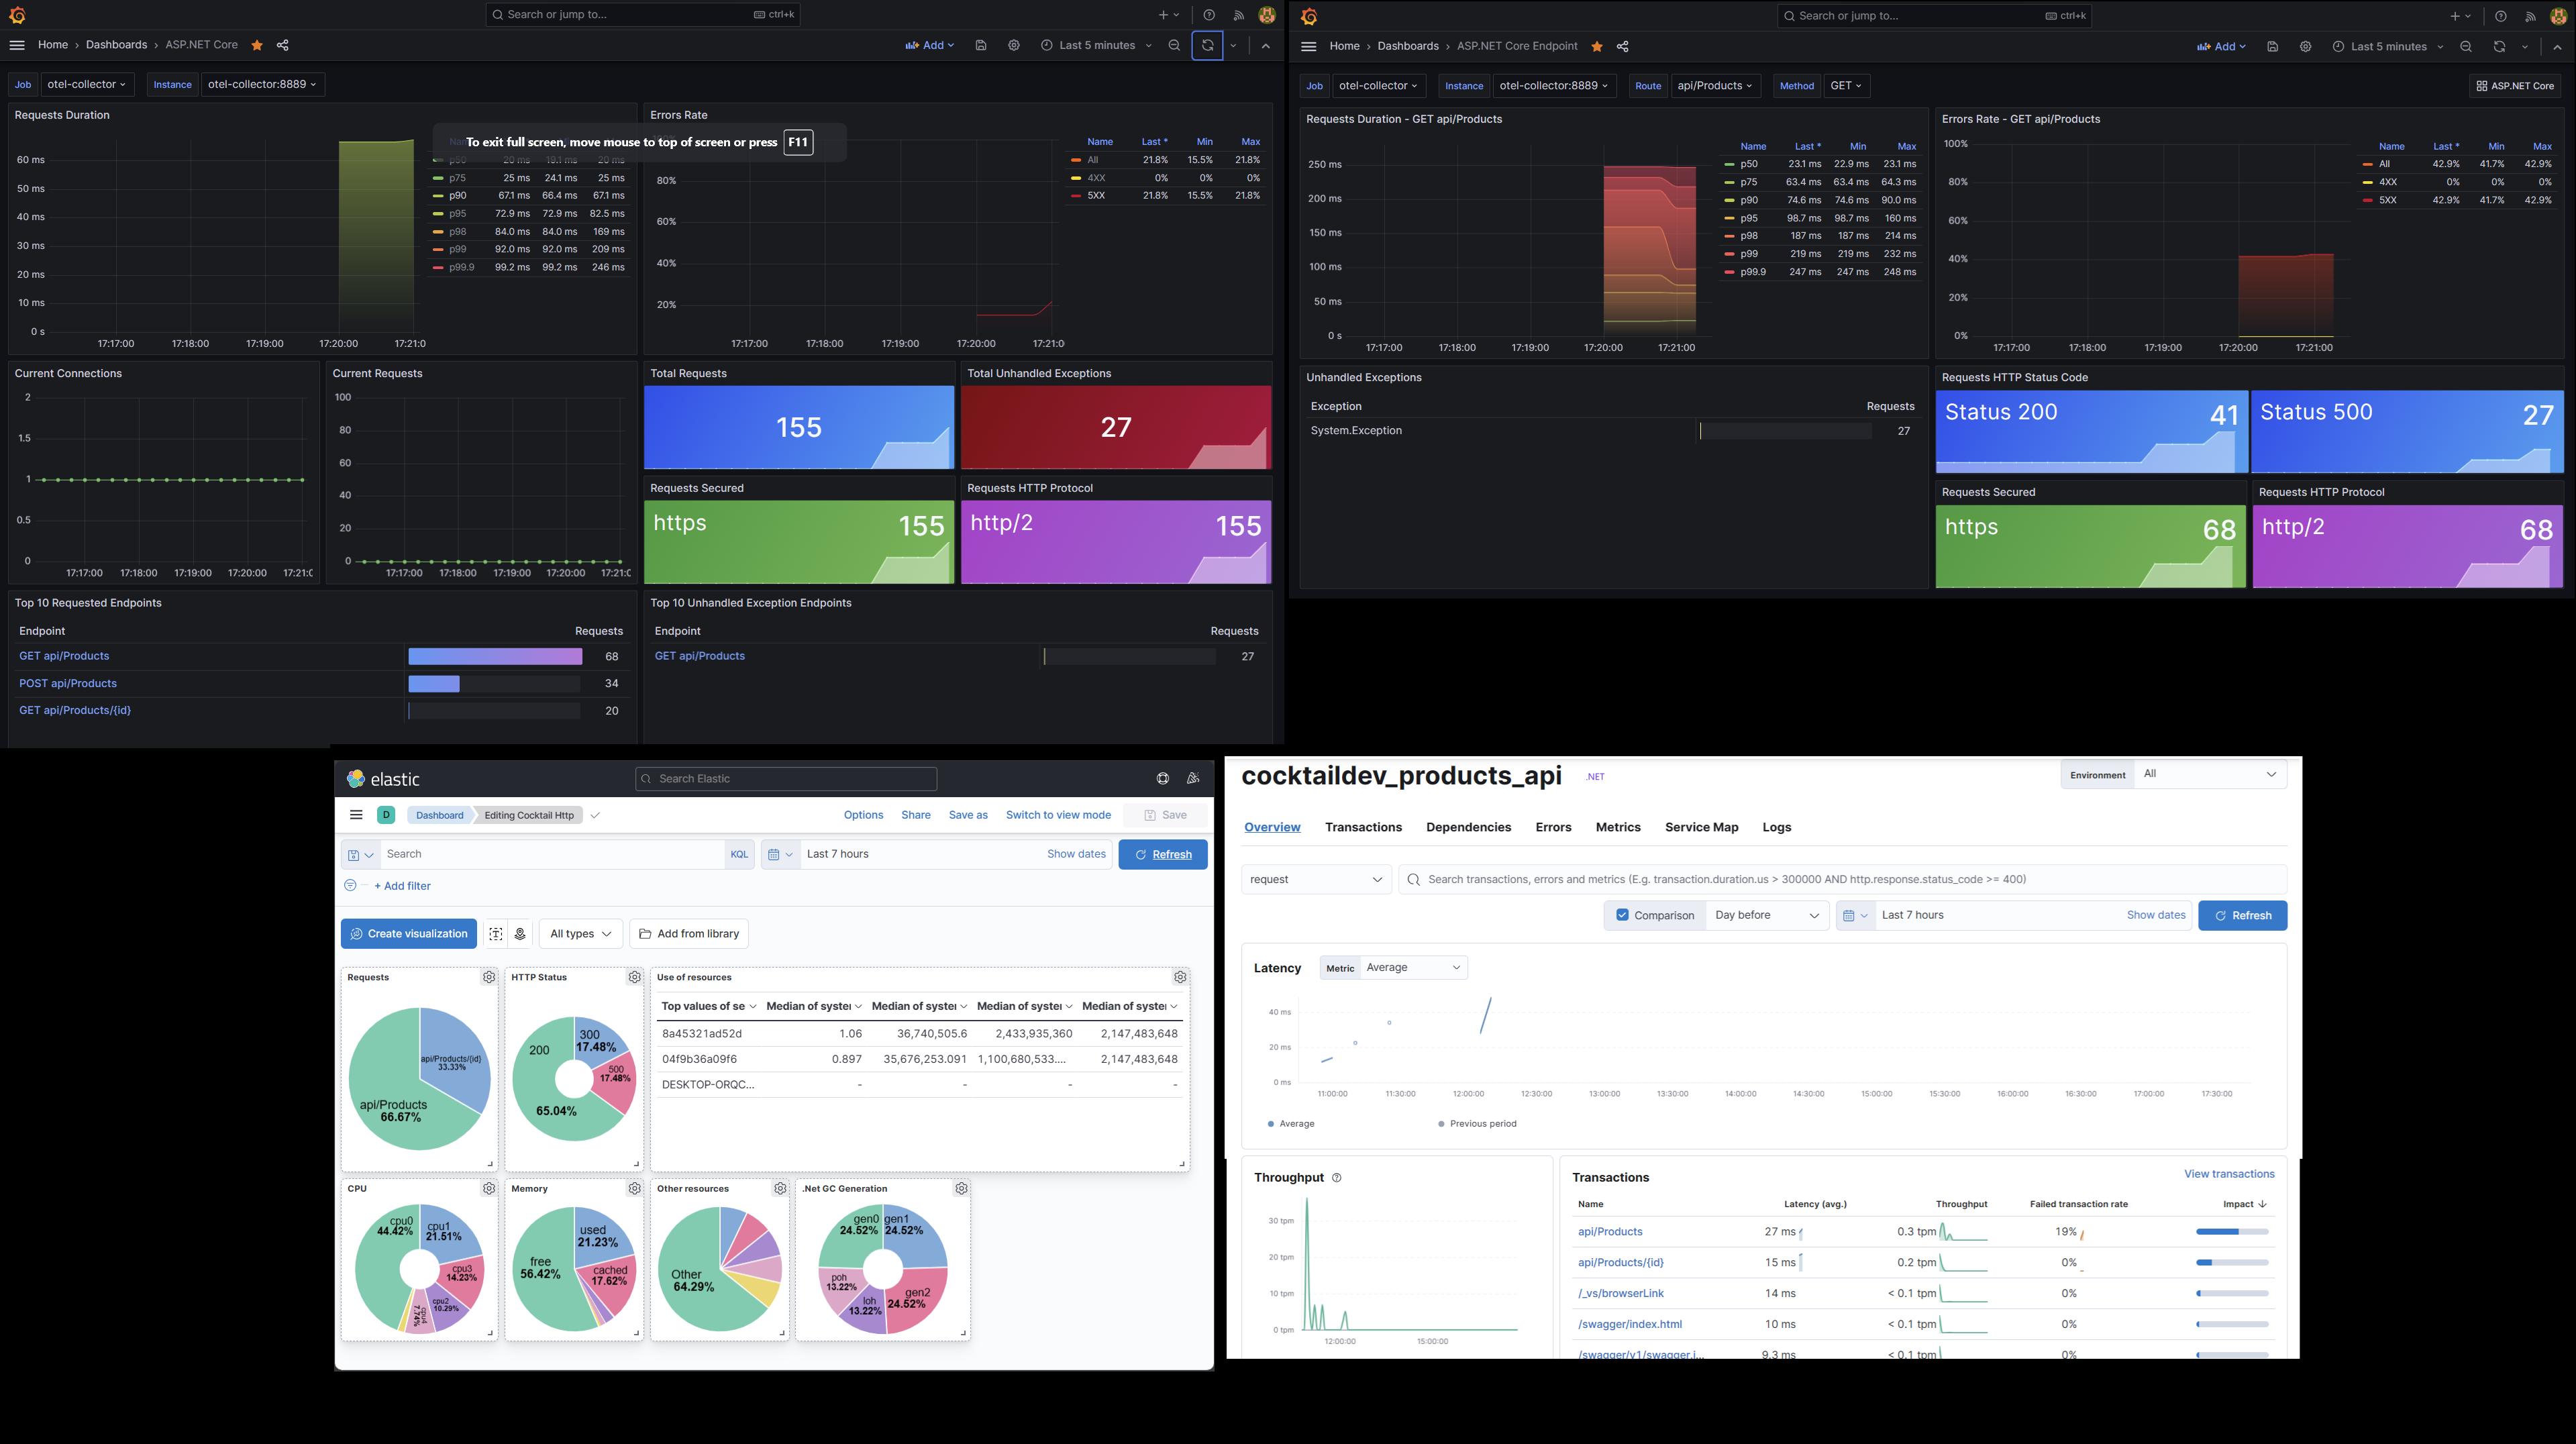 Search or jump to... ctrl+k
Home › Dashboards › ASP.NET Core
Add Last 5 minutes
Job otel-collector Instance otel-collector:8889
Requests Duration
60 ms
50 ms
40 ms
30 ms
20 ms
10 ms
0 s
17:17:00 17:18:00 17:19:00 17:20:00 17:21:0
To exit full screen, move mouse to top of screen or press F11
p50 20 ms 19.1 ms 20 ms
p75 25 ms 24.1 ms 25 ms
p90 67.1 ms 66.4 ms 67.1 ms
p95 72.9 ms 72.9 ms 82.5 ms
p98 84.0 ms 84.0 ms 169 ms
p99 92.0 ms 92.0 ms 209 ms
p99.9 99.2 ms 99.2 ms 246 ms
Errors Rate
80%
60%
40%
20%
17:17:00 17:18:00 17:19:00 17:20:00 17:21:0
Name Last * Min Max
All 21.8% 15.5% 21.8%
4XX 0% 0% 0%
5XX 21.8% 15.5% 21.8%
Current Connections
2
1.5
1
0.5
0
17:17:00 17:18:00 17:19:00 17:20:00 17:21:0
Current Requests
100
80
60
40
20
0
17:17:00 17:18:00 17:19:00 17:20:00 17:21:0
Total Requests
155
Total Unhandled Exceptions
27
Requests Secured
https 155
Requests HTTP Protocol
http/2 155
Top 10 Requested Endpoints
Endpoint Requests
GET api/Products 68
POST api/Products 34
GET api/Products/{id} 20
Top 10 Unhandled Exception Endpoints
Endpoint Requests
GET api/Products 27
Search or jump to... ctrl+k
Home › Dashboards › ASP.NET Core Endpoint
Add Last 5 minutes
Job otel-collector Instance otel-collector:8889 Route api/Products Method GET ASP.NET Core
Requests Duration - GET api/Products
250 ms
200 ms
150 ms
100 ms
50 ms
0 s
17:17:00 17:18:00 17:19:00 17:20:00 17:21:00
Name Last * Min Max
p50 23.1 ms 22.9 ms 23.1 ms
p75 63.4 ms 63.4 ms 64.3 ms
p90 74.6 ms 74.6 ms 90.0 ms
p95 98.7 ms 98.7 ms 160 ms
p98 187 ms 187 ms 214 ms
p99 219 ms 219 ms 232 ms
p99.9 247 ms 247 ms 248 ms
Errors Rate - GET api/Products
100%
80%
60%
40%
20%
0%
17:17:00 17:18:00 17:19:00 17:20:00 17:21:00
Name Last * Min Max
All 42.9% 41.7% 42.9%
4XX 0% 0% 0%
5XX 42.9% 41.7% 42.9%
Unhandled Exceptions
Exception Requests
System.Exception 27
Requests HTTP Status Code
Status 200 41
Status 500 27
Requests Secured
https 68
Requests HTTP Protocol
http/2 68
elastic Search Elastic
D Dashboard Editing Cocktail Http Options Share Save as Switch to view mode Save
Search KQL Last 7 hours Show dates Refresh
+ Add filter
Create visualization All types Add from library
Requests
api/Products/{id}
33.33%
api/Products
66.67%
HTTP Status
300
17.48%
200
500
17.48%
65.04%
Use of resources
Top values of se Median of syster Median of syster Median of syster Median of syster
8a45321ad52d 1.06 36,740,505.6 2,433,935,360 2,147,483,648
04f9b36a09f6 0.897 35,676,253.091 1,100,680,533.... 2,147,483,648
DESKTOP-ORQC... - - - -
CPU
cpu0
44.42%
cpu1
21.51%
cpu3
14.23%
cpu2
10.29%
cpu4
7.74%
Memory
used
21.23%
free
56.42%
cached
17.62%
Other resources
Other
64.29%
.Net GC Generation
gen0
24.52%
gen1
24.52%
poh
13.22%
loh
13.22%
gen2
24.52%
cocktaildev_products_api .NET
Environment All
Overview Transactions Dependencies Errors Metrics Service Map Logs
request Search transactions, errors and metrics (E.g. transaction.duration.us > 300000 AND http.response.status_code >= 400)
Comparison Day before Last 7 hours Show dates Refresh
Latency Metric Average
40 ms
20 ms
0 ms
11:00:00 11:30:00 12:00:00 12:30:00 13:00:00 13:30:00 14:00:00 14:30:00 15:00:00 15:30:00 16:00:00 16:30:00 17:00:00 17:30:00
Average Previous period
Throughput
30 tpm
20 tpm
10 tpm
0 tpm
12:00:00 15:00:00
Transactions View transactions
Name Latency (avg.) Throughput Failed transaction rate Impact
api/Products 27 ms 0.3 tpm 19%
api/Products/{id} 15 ms 0.2 tpm 0%
/_vs/browserLink 14 ms < 0.1 tpm 0%
/swagger/index.html 10 ms < 0.1 tpm 0%
/swagger/v1/swagger.i... 9.3 ms < 0.1 tpm 0%